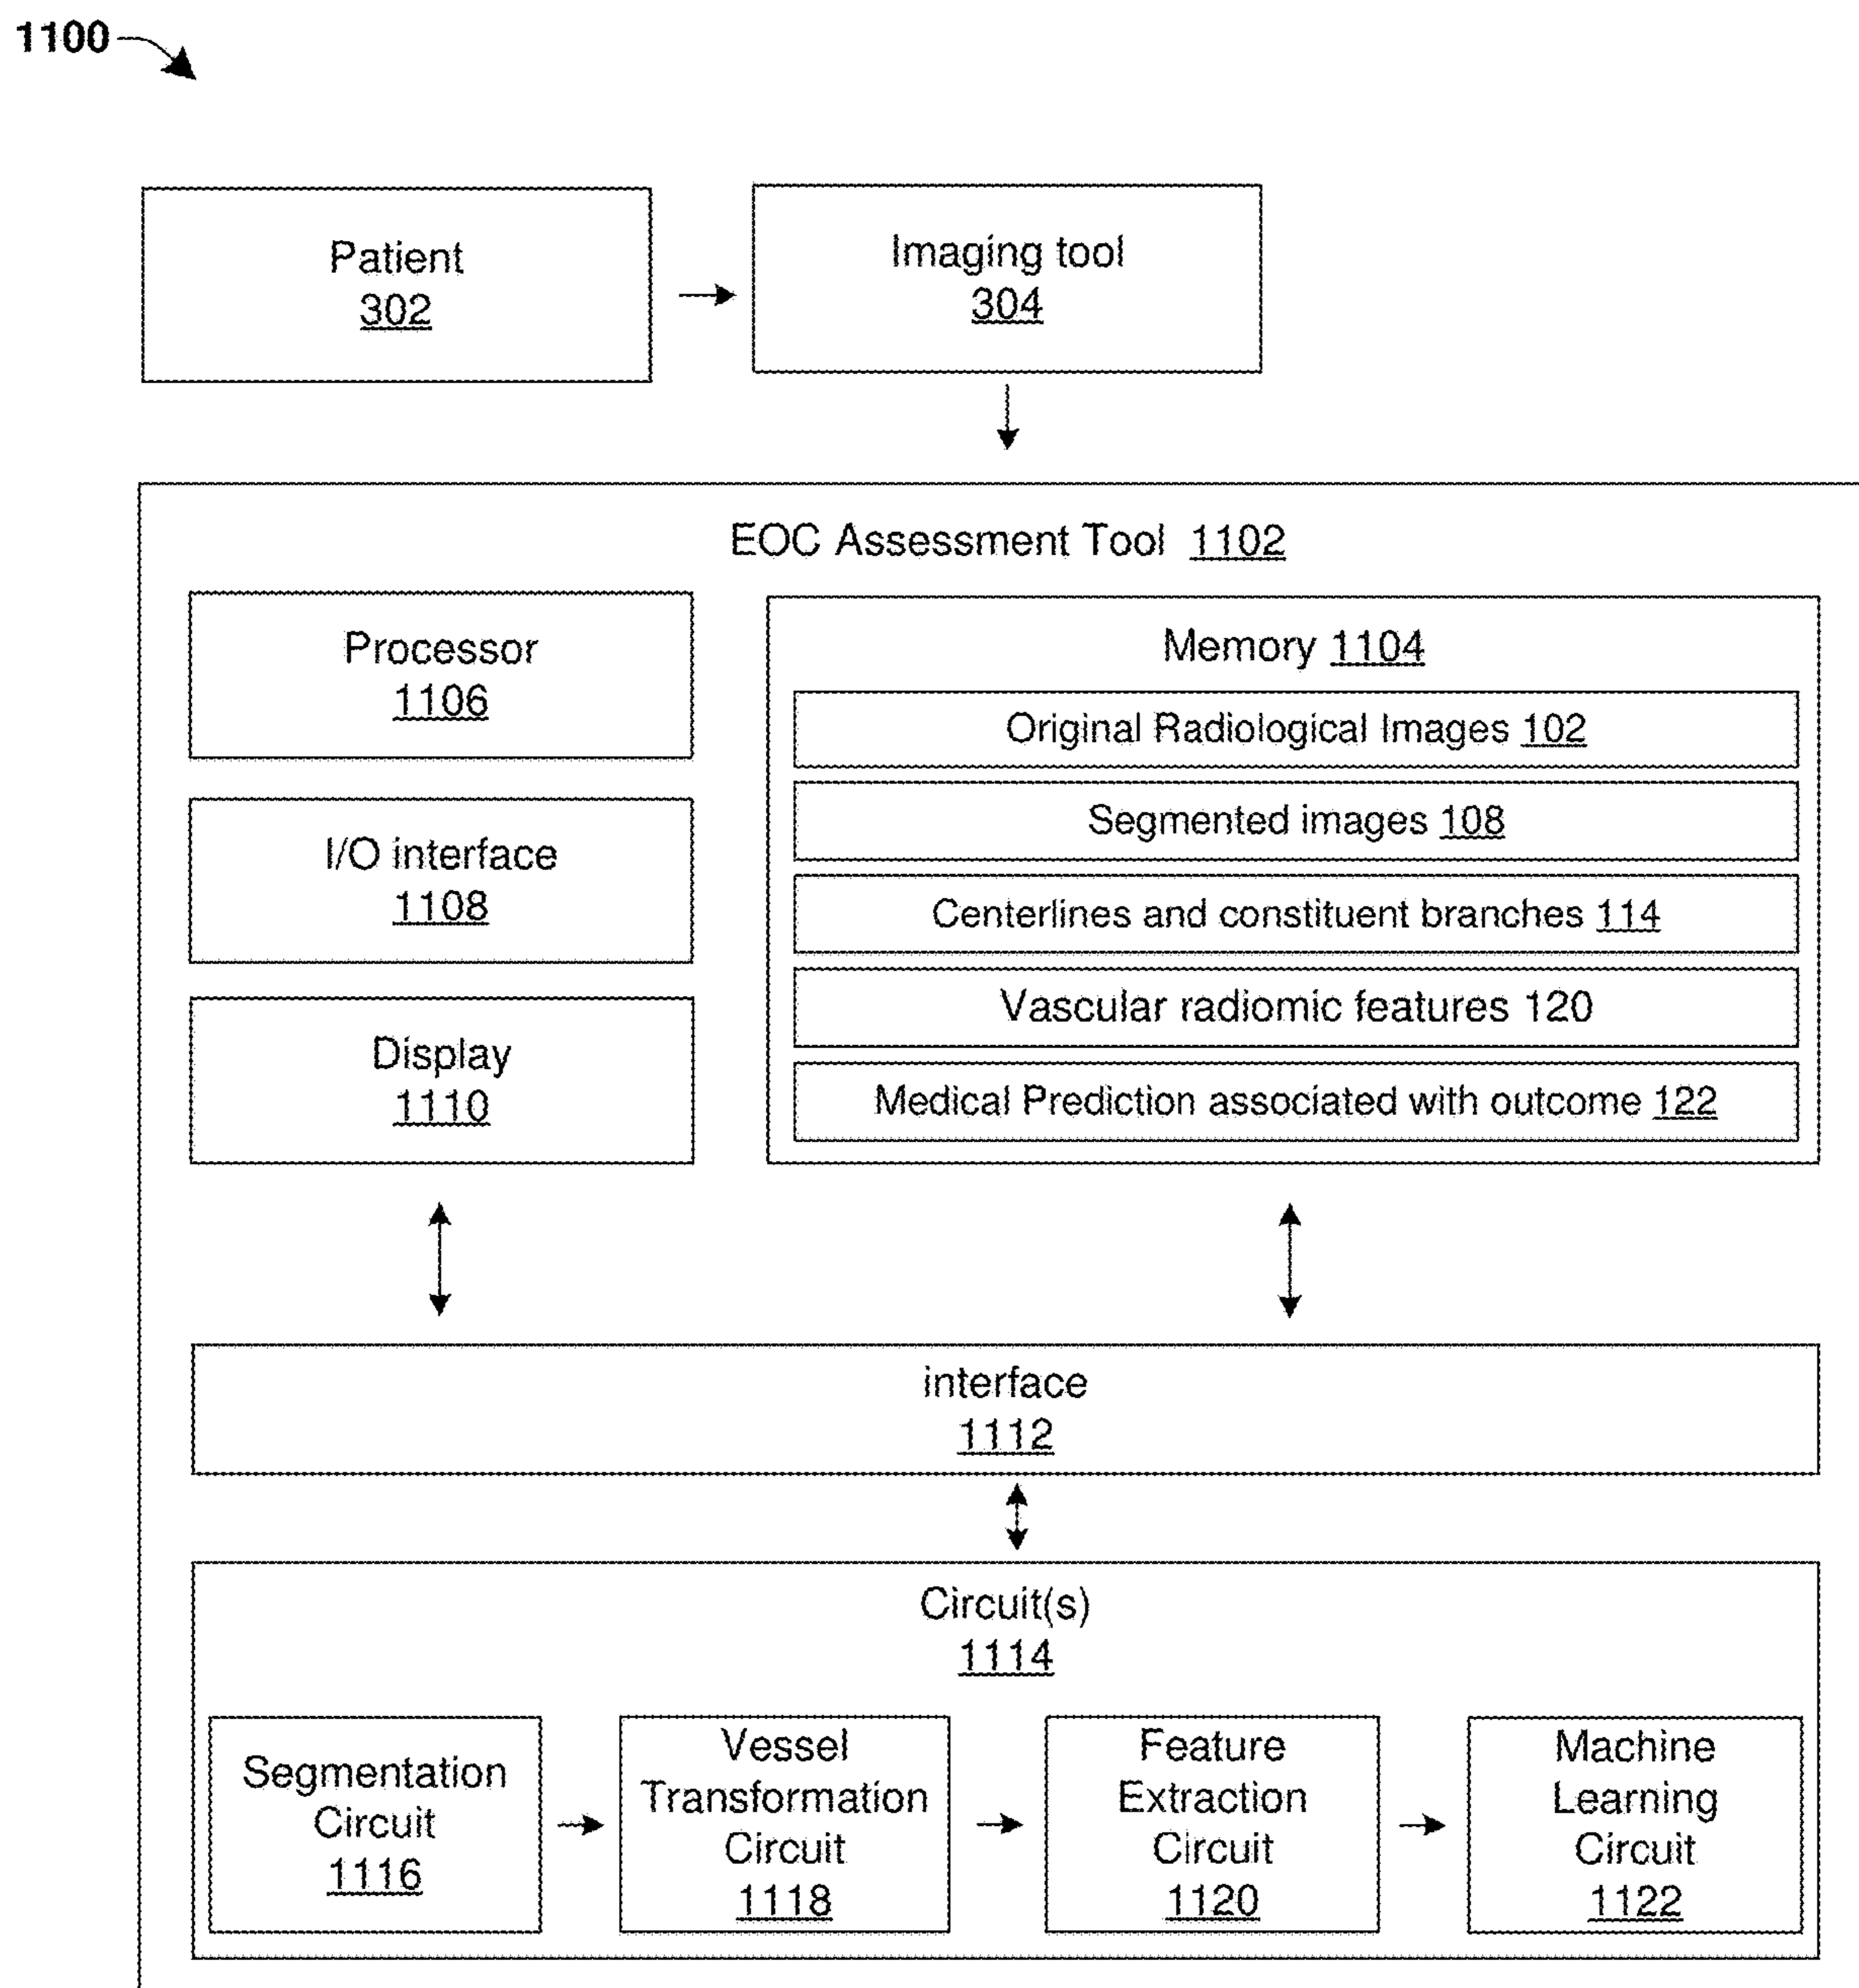 1100
Patient
302
Imaging tool
304
EOC Assessment Tool 1102
Processor
1106
I/O interface
1108
Display
1110
Memory 1104
Original Radiological Images 102
Segmented images 108
Centerlines and constituent branches 114
Vascular radiomic features 120
Medical Prediction associated with outcome 122
interface
1112
Circuit(s)
1114
Segmentation
Circuit
1116
Vessel
Transformation
Circuit
1118
Feature
Extraction
Circuit
1120
Machine
Learning
Circuit
1122